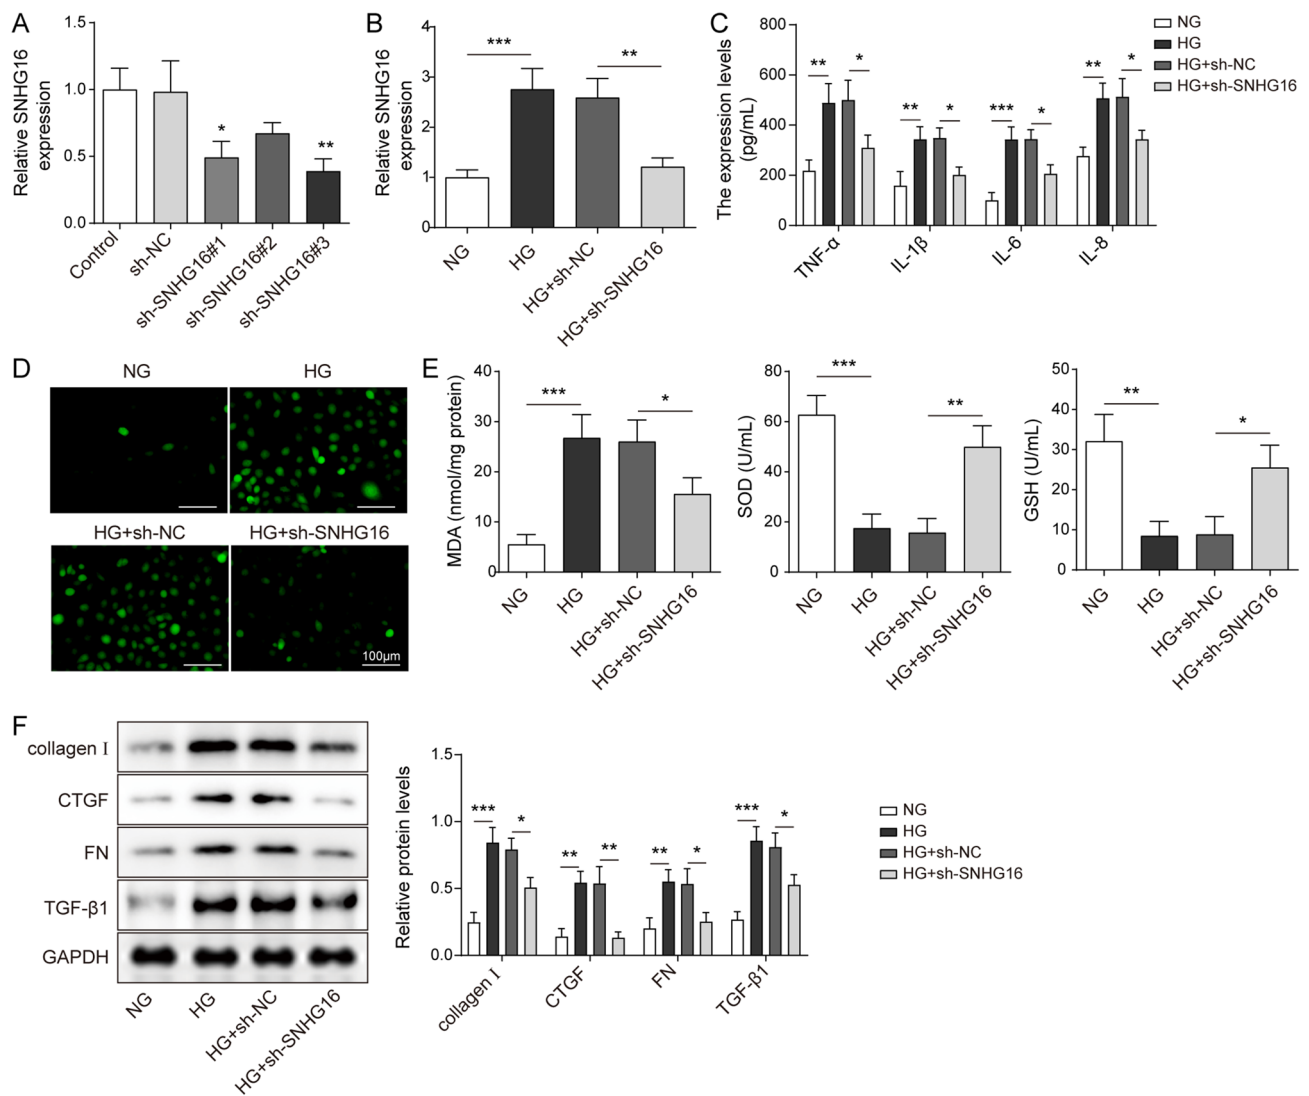 A
Relative SNHG16
expression
1.5
1.0
0.5
0.0
*
**
Control
sh-NC
sh-SNHG16#1
sh-SNHG16#2
sh-SNHG16#3
B
Relative SNHG16
expression
4
3
2
1
0
***
**
NG
HG
HG+sh-NC
HG+sh-SNHG16
C
The expression levels
(pg/mL)
800
600
400
200
0
** *
** *
*** *
** *
TNF-α
IL-1β
IL-6
IL-8
NG
HG
HG+sh-NC
HG+sh-SNHG16
D
NG
HG
HG+sh-NC
HG+sh-SNHG16
100μm
E
MDA (nmol/mg protein)
40
30
20
10
0
***
*
NG
HG
HG+sh-NC
HG+sh-SNHG16
SOD (U/mL)
80
60
40
20
0
***
**
NG
HG
HG+sh-NC
HG+sh-SNHG16
GSH (U/mL)
50
40
30
20
10
0
**
*
NG
HG
HG+sh-NC
HG+sh-SNHG16
F
collagen I
CTGF
FN
TGF-β1
GAPDH
NG
HG
HG+sh-NC
HG+sh-SNHG16
Relative protein levels
1.5
1.0
0.5
0.0
*** *
** **
** *
*** *
collagen I
CTGF
FN
TGF-β1
NG
HG
HG+sh-NC
HG+sh-SNHG16